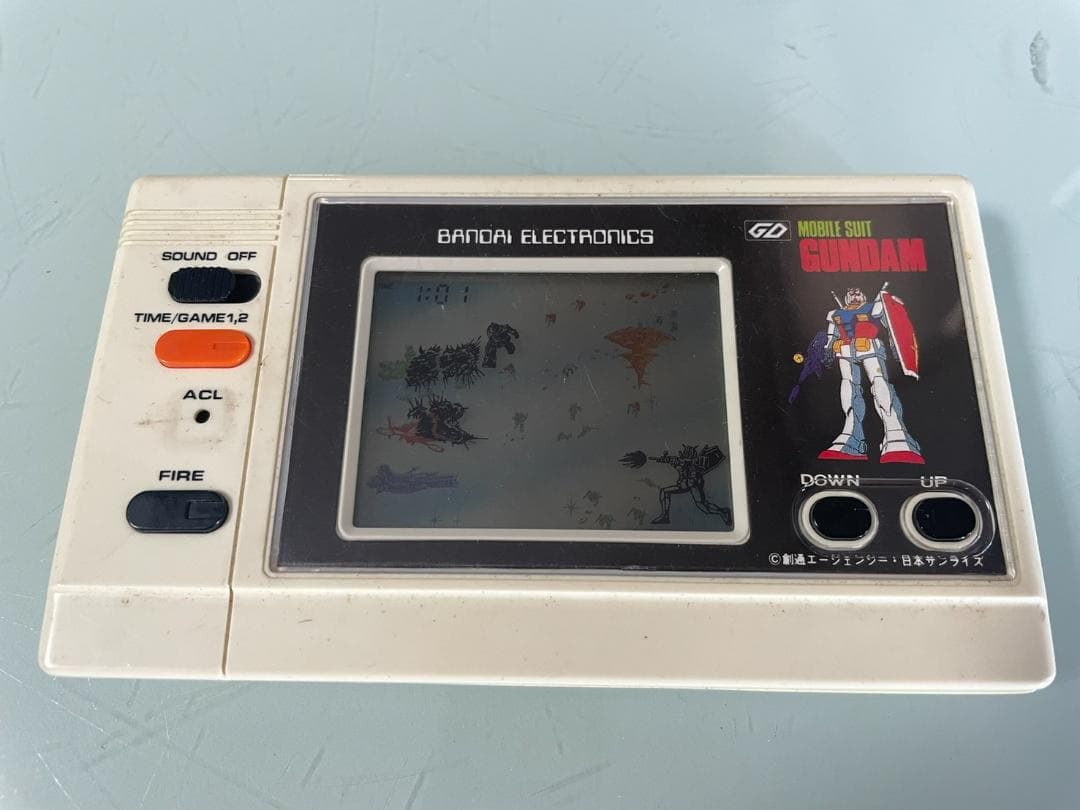 BANDAI ELECTRONICS
GD
MOBILE SUIT
GUNDAM
SOUND OFF
TIME/GAME1,2
ACL
FIRE
1:01
DOWN
UP
©創通エージェンシー:日本サンライズ